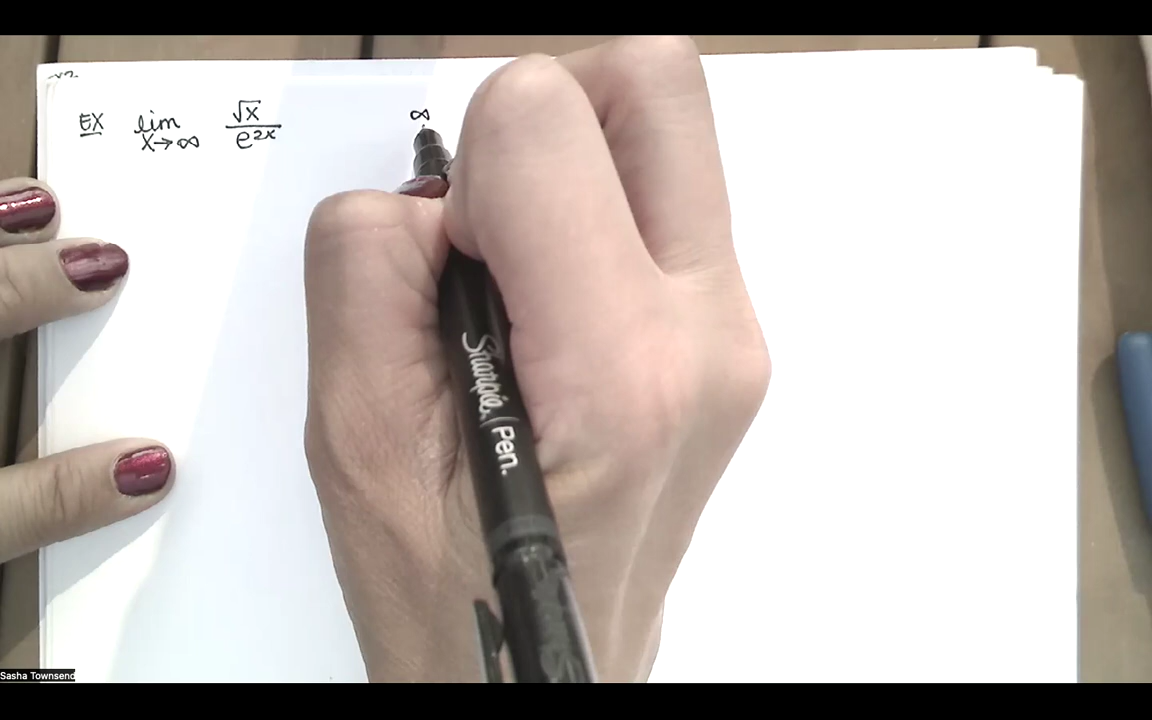 EX lim x→∞ √x / e^2x ∞
Sharpie Pen.
Sasha Townsend